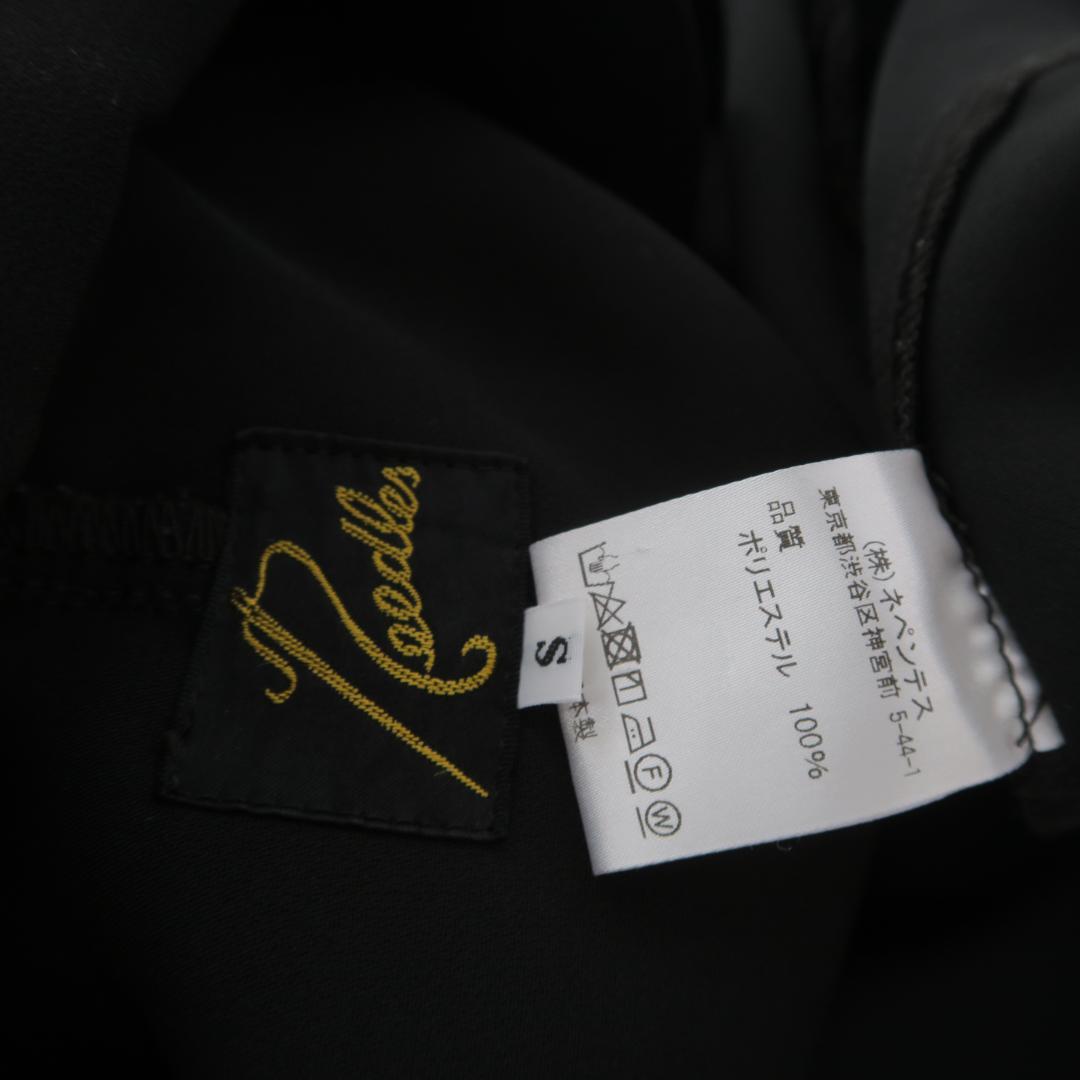 Needles
S
品質
ポリエステル 100%
(株)ネペンテス
東京都渋谷区神宮前 5-44-1
本製
F
W